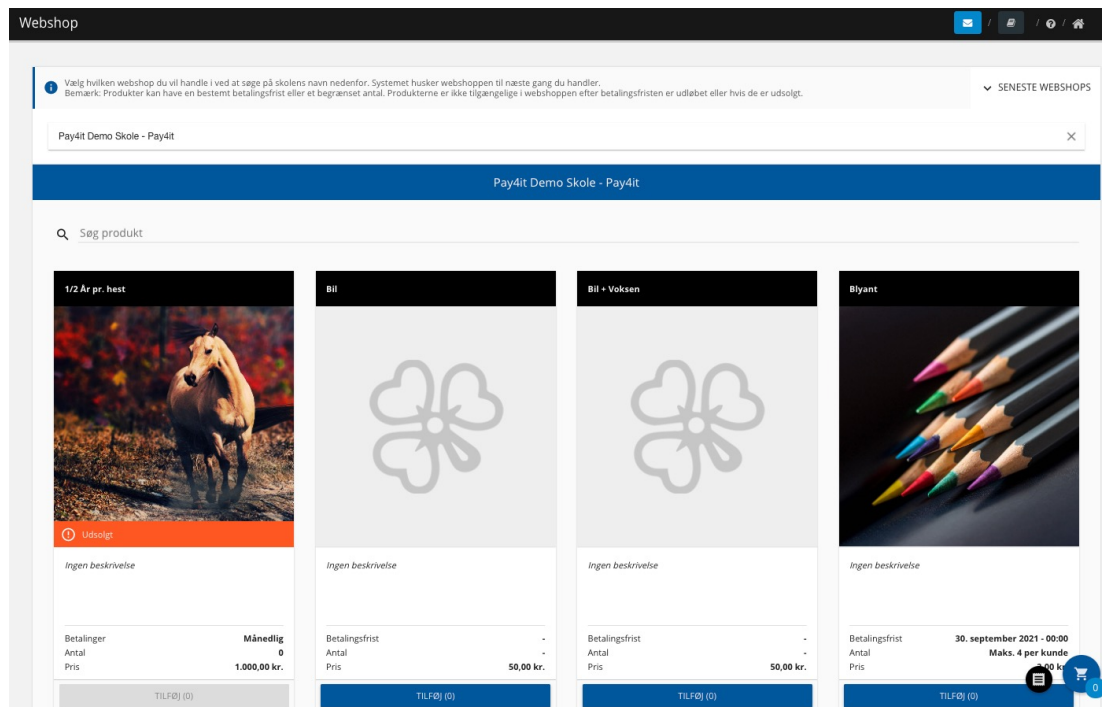 Webshop
/ / /
Vælg hvilken webshop du vil handle i ved at søge på skolens navn nedenfor. Systemet husker webshoppen til næste gang du handler.
Bemærk: Produkter kan have en bestemt betalingsfrist eller et begrænset antal. Produkterne er ikke tilgængelige i webshoppen efter betalingsfristen er udløbet eller hvis de er udsolgt.
SENESTE WEBSHOPS
Pay4it Demo Skole - Pay4it
Pay4it Demo Skole - Pay4it
Søg produkt
1/2 År pr. hest
Udsolgt
Ingen beskrivelse
Betalinger Månedlig
Antal 0
Pris 1.000,00 kr.
TILFØJ (0)
Bil
Ingen beskrivelse
Betalingsfrist -
Antal -
Pris 50,00 kr.
TILFØJ (0)
Bil + Voksen
Ingen beskrivelse
Betalingsfrist -
Antal -
Pris 50,00 kr.
TILFØJ (0)
Blyant
Ingen beskrivelse
Betalingsfrist 30. september 2021 - 00:00
Antal Maks. 4 per kunde
Pris
TILFØJ (0)
0